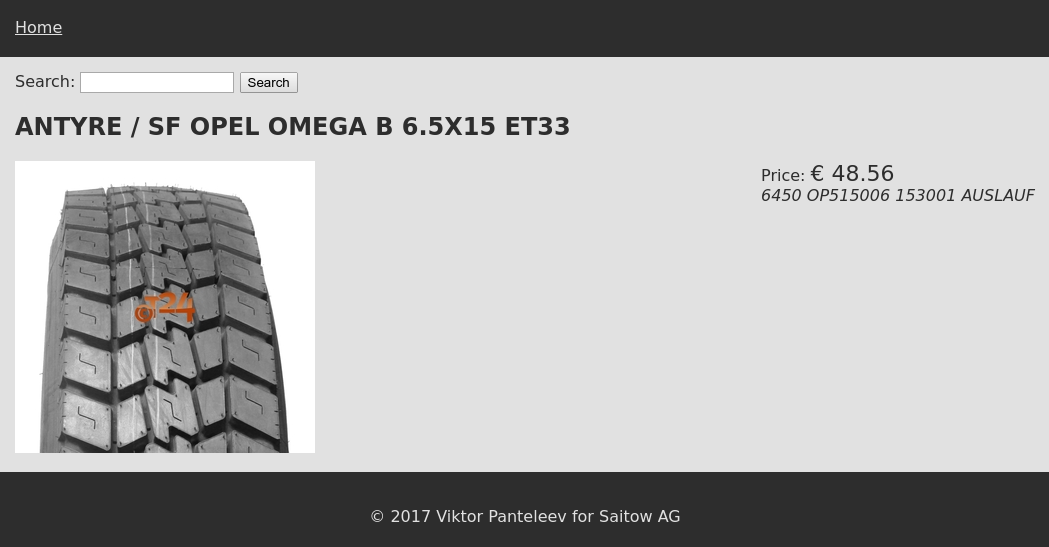 Home
Search:
Search
ANTYRE / SF OPEL OMEGA B 6.5X15 ET33
Price: € 48.56
6450 OP515006 153001 AUSLAUF
24
© 2017 Viktor Panteleev for Saitow AG